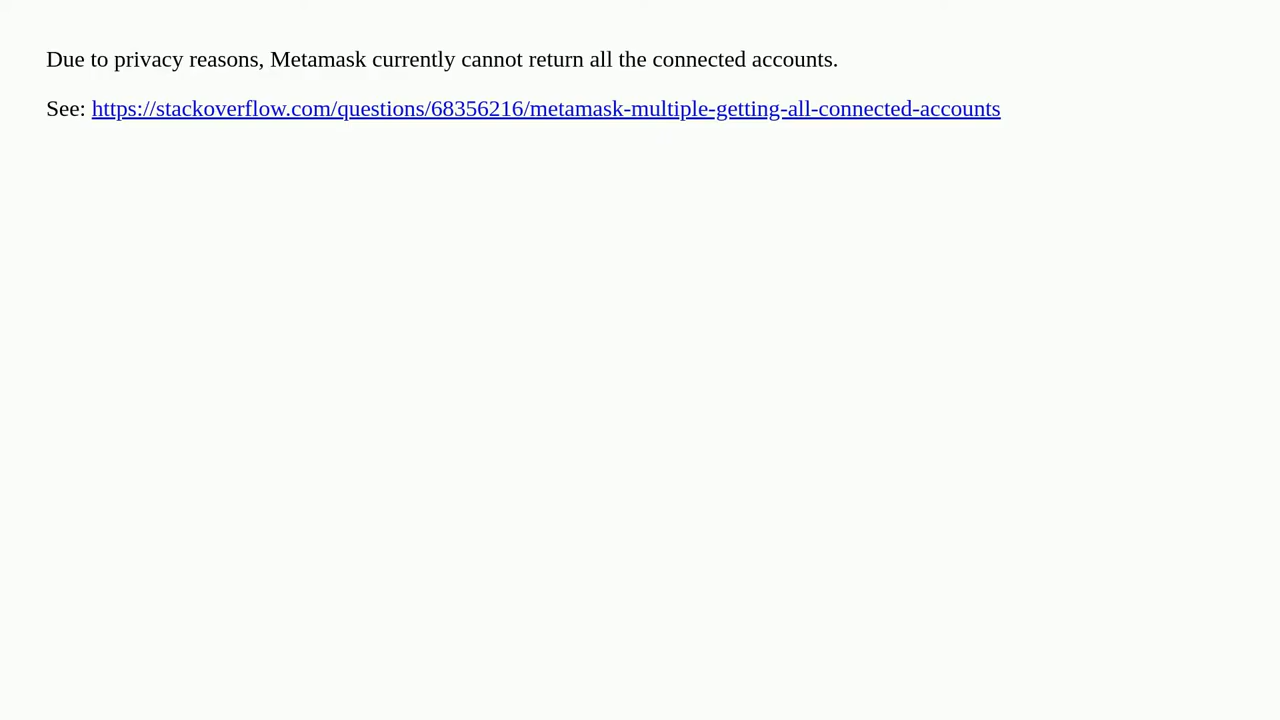 Due to privacy reasons, Metamask currently cannot return all the connected accounts.
See: https://stackoverflow.com/questions/68356216/metamask-multiple-getting-all-connected-accounts